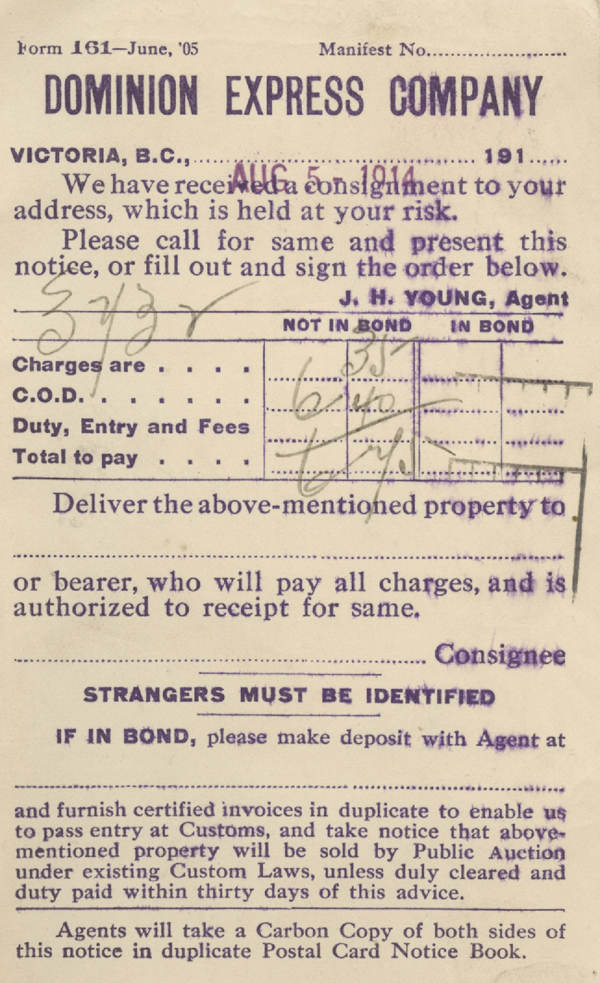 Form 161—June, '05 Manifest No.......................
DOMINION EXPRESS COMPANY
VICTORIA, B.C.,.............................................. 191......
AUG 5 - 1914
We have received a consignment to your
address, which is held at your risk.
Please call for same and present this
notice, or fill out and sign the order below.
J. H. YOUNG, Agent
NOT IN BOND IN BOND
Charges are . . . . 35
C.O.D. . . . . . . 6 40
Duty, Entry and Fees
Total to pay . . . . 6 75
Deliver the above-mentioned property to
or bearer, who will pay all charges, and is
authorized to receipt for same.
Consignee
STRANGERS MUST BE IDENTIFIED
IF IN BOND, please make deposit with Agent at
and furnish certified invoices in duplicate to enable us
to pass entry at Customs, and take notice that above-
mentioned property will be sold by Public Auction
under existing Custom Laws, unless duly cleared and
duty paid within thirty days of this advice.
Agents will take a Carbon Copy of both sides of
this notice in duplicate Postal Card Notice Book.